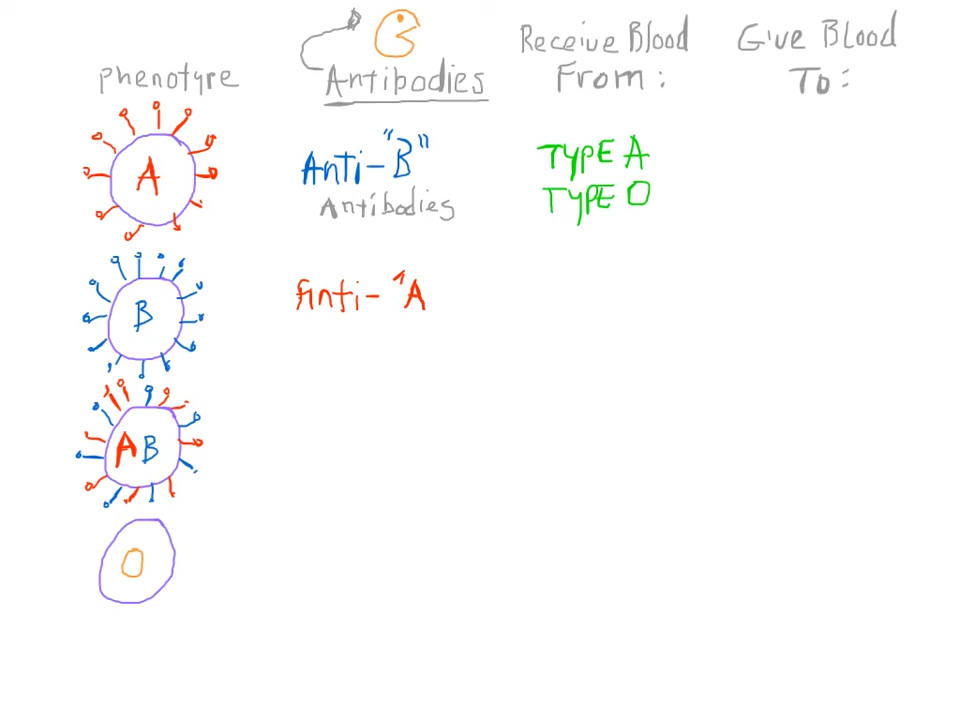 Receive Blood
Give Blood
Phenotype
Antibodies
From:
To:
A
Anti-"B"
Antibodies
TYPE A
TYPE O
B
Anti-"A
AB
O